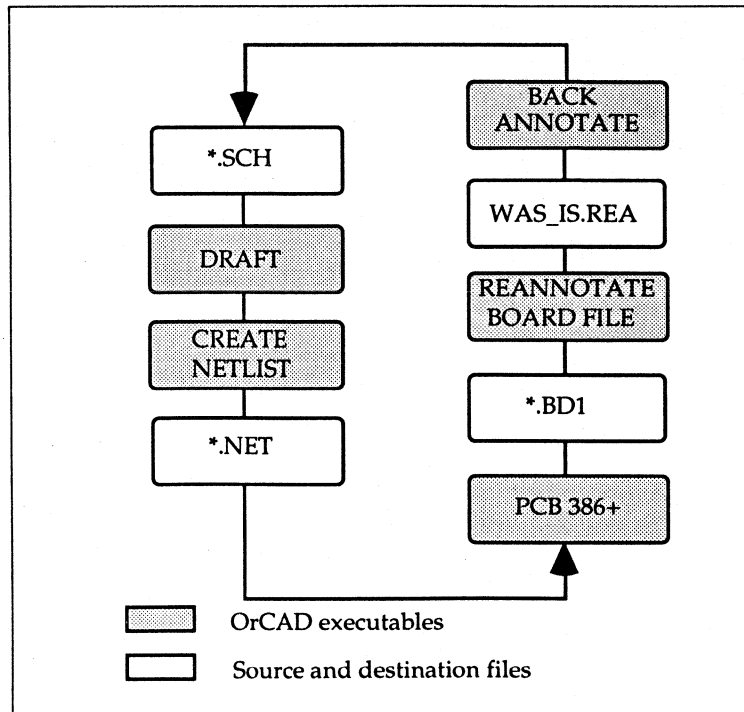 *.SCH
DRAFT
CREATE
NETLIST
*.NET
BACK
ANNOTATE
WAS_IS.REA
REANNOTATE
BOARD FILE
*.BD1
PCB 386+
OrCAD executables
Source and destination files